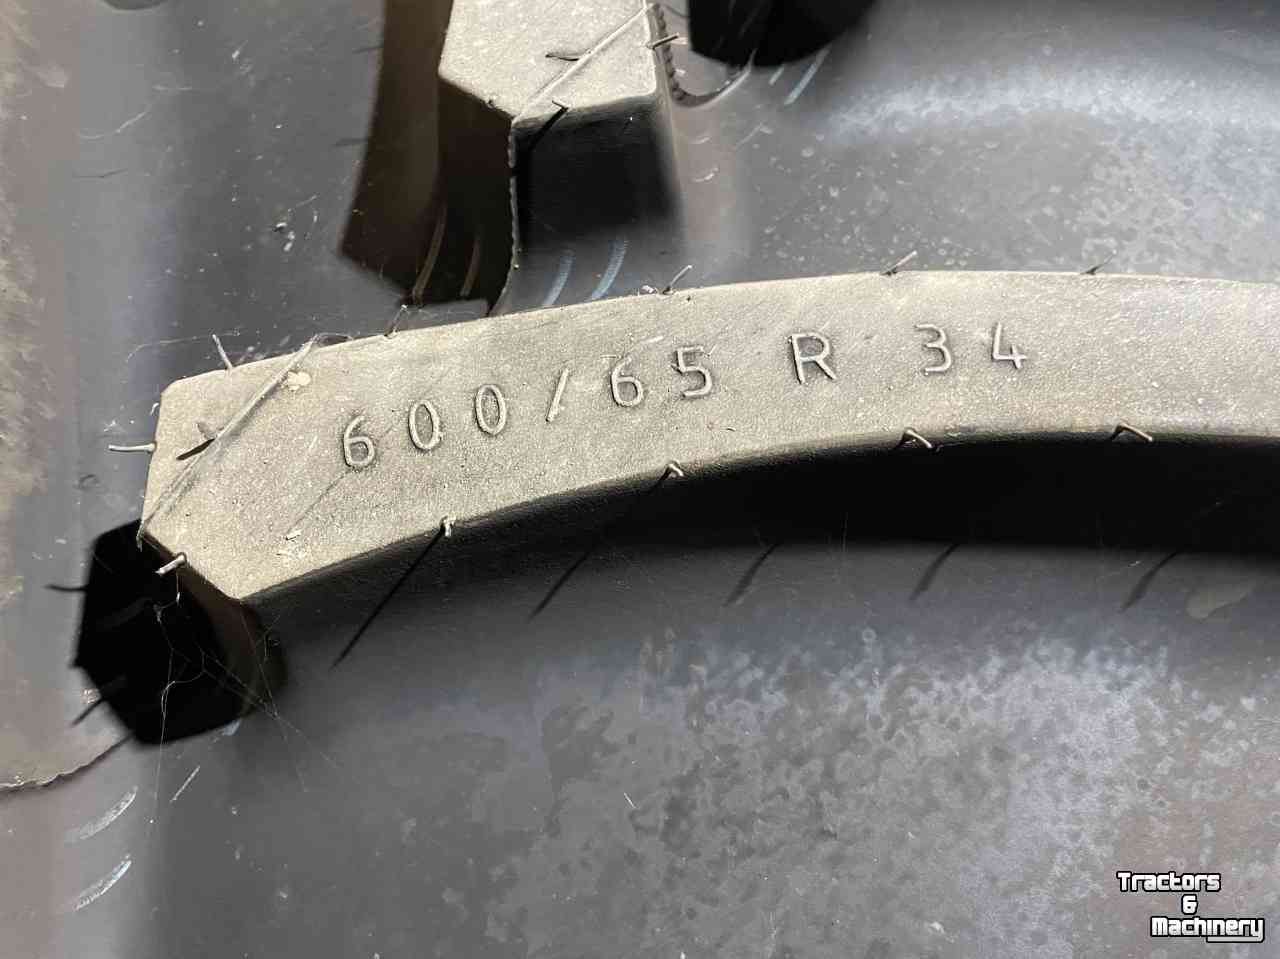 600/65 R 34
Tractors
&
Machinery